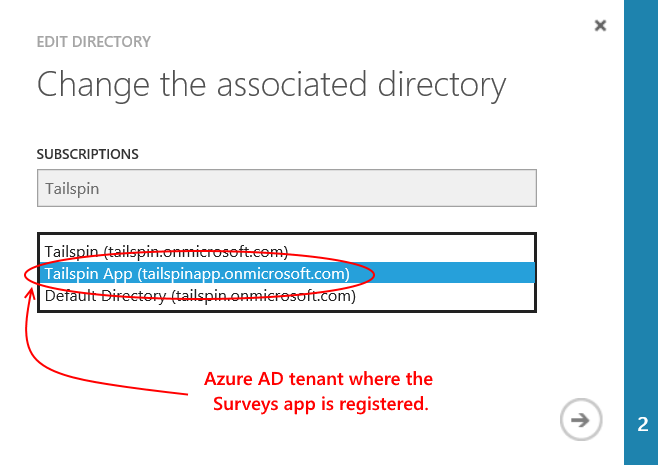 EDIT DIRECTORY
Change the associated directory
SUBSCRIPTIONS
Tailspin
Tailspin (tailspin.onmicrosoft.com)
Tailspin App (tailspinapp.onmicrosoft.com)
Default Directory (tailspin.onmicrosoft.com)
Azure AD tenant where the
Surveys app is registered.
2